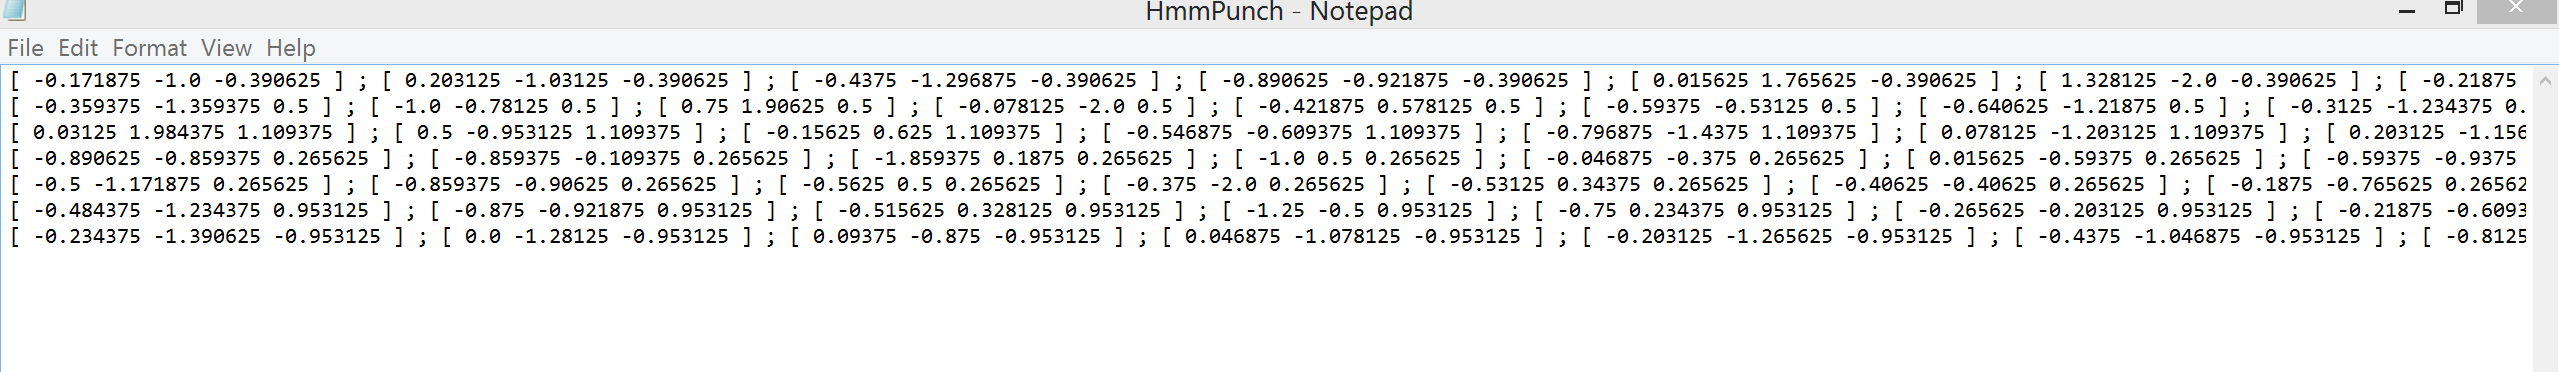 HmmPunch - Notepad
File Edit Format View Help
[ -0.171875 -1.0 -0.390625 ] ; [ 0.203125 -1.03125 -0.390625 ] ; [ -0.4375 -1.296875 -0.390625 ] ; [ -0.890625 -0.921875 -0.390625 ] ; [ 0.015625 1.765625 -0.390625 ] ; [ 1.328125 -2.0 -0.390625 ] ; [ -0.21875
[ -0.359375 -1.359375 0.5 ] ; [ -1.0 -0.78125 0.5 ] ; [ 0.75 1.90625 0.5 ] ; [ -0.078125 -2.0 0.5 ] ; [ -0.421875 0.578125 0.5 ] ; [ -0.59375 -0.53125 0.5 ] ; [ -0.640625 -1.21875 0.5 ] ; [ -0.3125 -1.234375 0.
[ 0.03125 1.984375 1.109375 ] ; [ 0.5 -0.953125 1.109375 ] ; [ -0.15625 0.625 1.109375 ] ; [ -0.546875 -0.609375 1.109375 ] ; [ -0.796875 -1.4375 1.109375 ] ; [ 0.078125 -1.203125 1.109375 ] ; [ 0.203125 -1.156
[ -0.890625 -0.859375 0.265625 ] ; [ -0.859375 -0.109375 0.265625 ] ; [ -1.859375 0.1875 0.265625 ] ; [ -1.0 0.5 0.265625 ] ; [ -0.046875 -0.375 0.265625 ] ; [ 0.015625 -0.59375 0.265625 ] ; [ -0.59375 -0.9375
[ -0.5 -1.171875 0.265625 ] ; [ -0.859375 -0.90625 0.265625 ] ; [ -0.5625 0.5 0.265625 ] ; [ -0.375 -2.0 0.265625 ] ; [ -0.53125 0.34375 0.265625 ] ; [ -0.40625 -0.40625 0.265625 ] ; [ -0.1875 -0.765625 0.26562
[ -0.484375 -1.234375 0.953125 ] ; [ -0.875 -0.921875 0.953125 ] ; [ -0.515625 0.328125 0.953125 ] ; [ -1.25 -0.5 0.953125 ] ; [ -0.75 0.234375 0.953125 ] ; [ -0.265625 -0.203125 0.953125 ] ; [ -0.21875 -0.6093
[ -0.234375 -1.390625 -0.953125 ] ; [ 0.0 -1.28125 -0.953125 ] ; [ 0.09375 -0.875 -0.953125 ] ; [ 0.046875 -1.078125 -0.953125 ] ; [ -0.203125 -1.265625 -0.953125 ] ; [ -0.4375 -1.046875 -0.953125 ] ; [ -0.8125